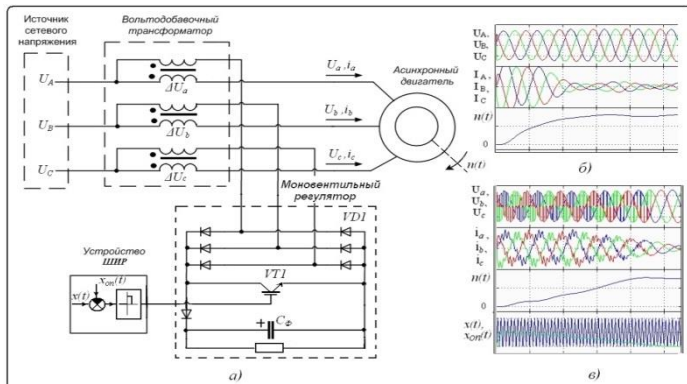 Источник
сетевого
напряжения
Вольтодобавочный
трансформатор
U_A
U_B
U_C
ΔU_a
ΔU_b
ΔU_c
U_a, i_a
U_b, i_b
U_c, i_c
Асинхронный
двигатель
n(t)
Моновентильный
регулятор
VD1
VT1
C_Ф
+
Устройство
ШИР
x_оп(t)
x(t)
а)
U_A,
U_B,
U_C
I_A,
I_B,
I_C
n(t)
0
б)
U_a,
U_b,
U_c
i_a,
i_b,
i_c
n(t)
0
x(t),
x_оп(t)
в)